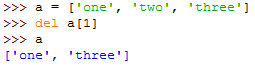 >>> a = ['one', 'two', 'three']
>>> del a[1]
>>> a
['one', 'three']